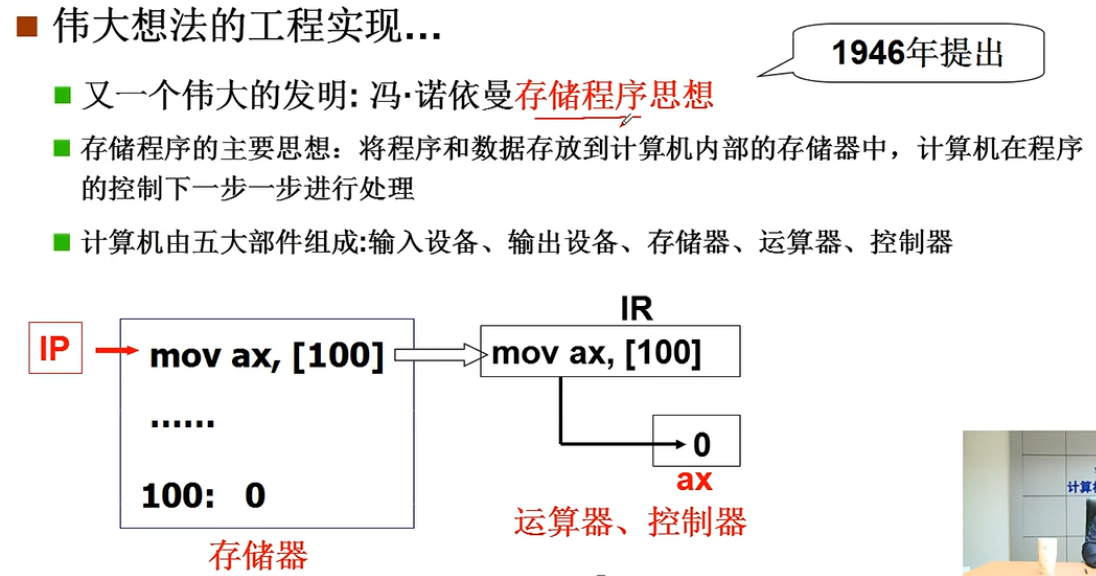 伟大想法的工程实现...
1946年提出
又一个伟大的发明: 冯·诺依曼存储程序思想
存储程序的主要思想：将程序和数据存放到计算机内部的存储器中，计算机在程序
的控制下一步一步进行处理
计算机由五大部件组成:输入设备、输出设备、存储器、运算器、控制器
IR
IP
mov ax, [100]
mov ax, [100]
......
0
ax
100: 0
运算器、控制器
存储器
计算